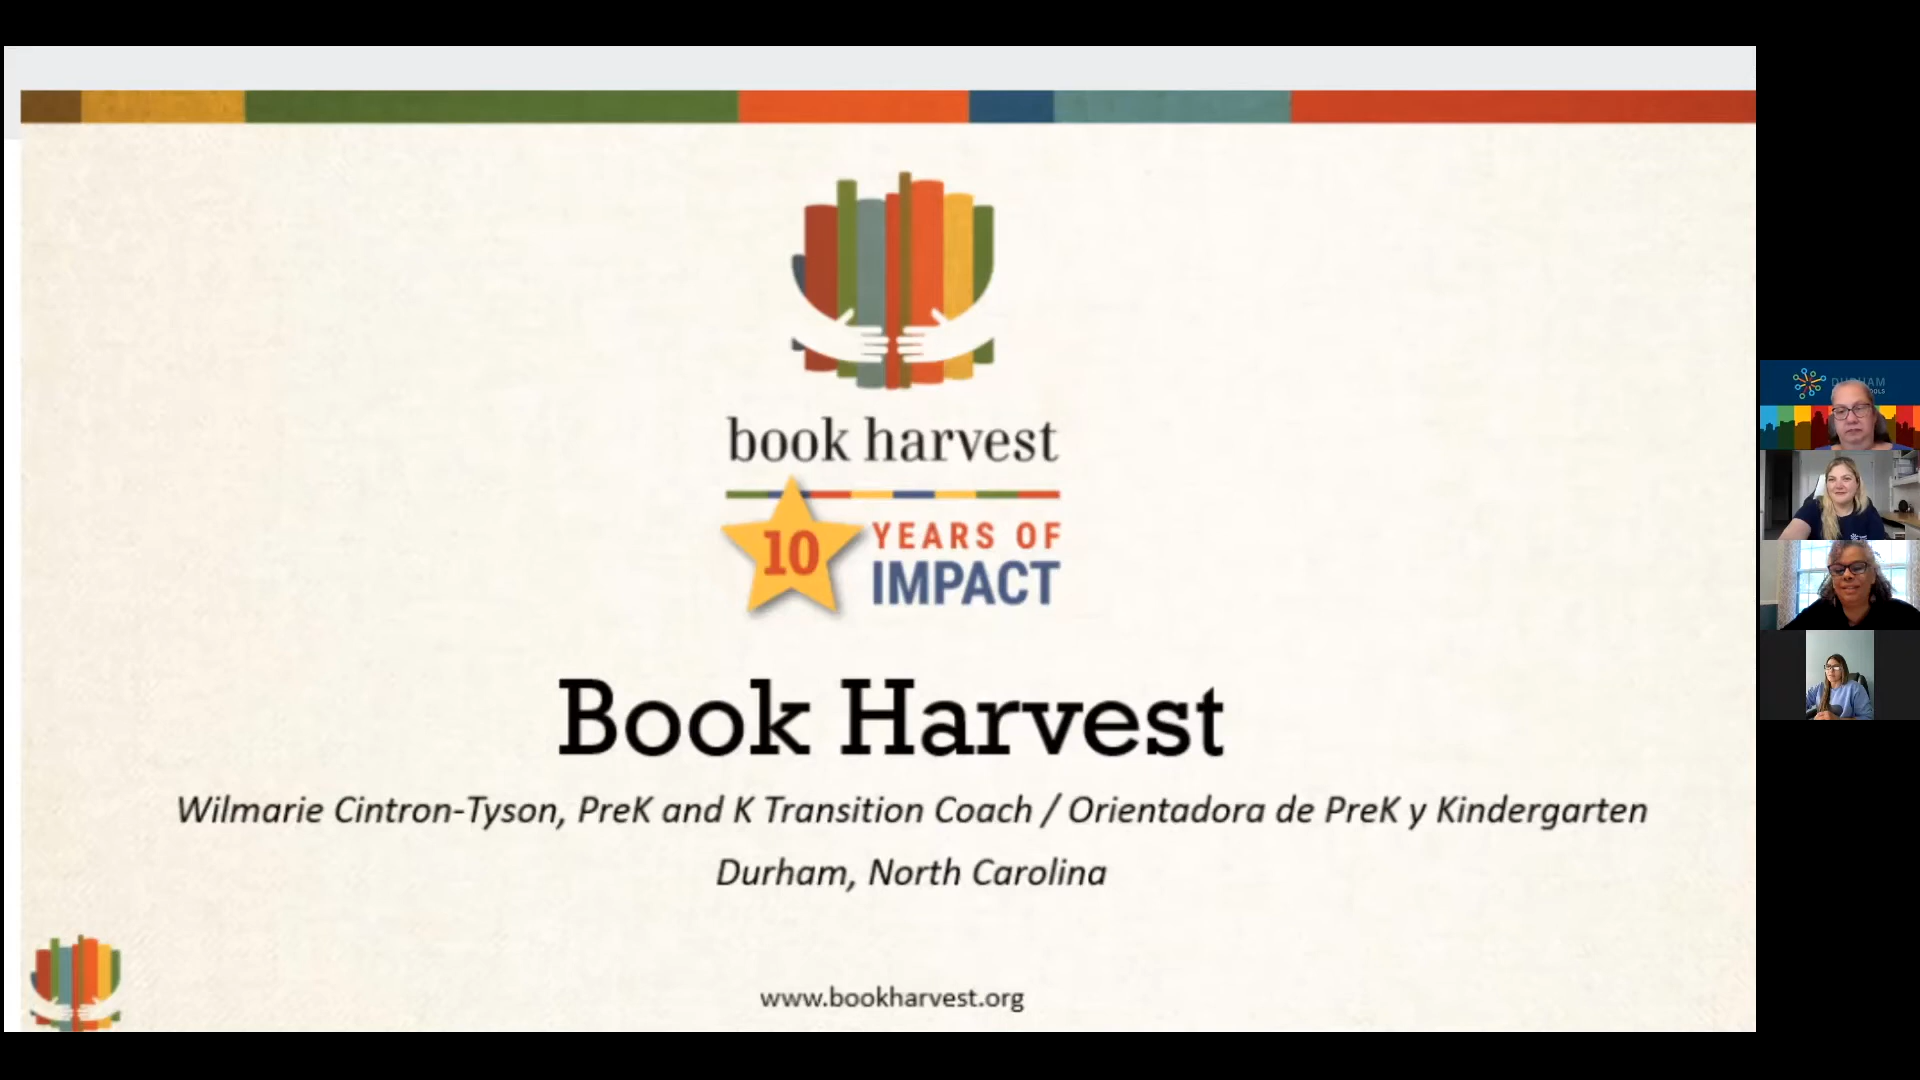 book harvest
10 YEARS OF
IMPACT
Book Harvest
Wilmarie Cintron-Tyson, PreK and K Transition Coach / Orientadora de PreK y Kindergarten
Durham, North Carolina
www.bookharvest.org